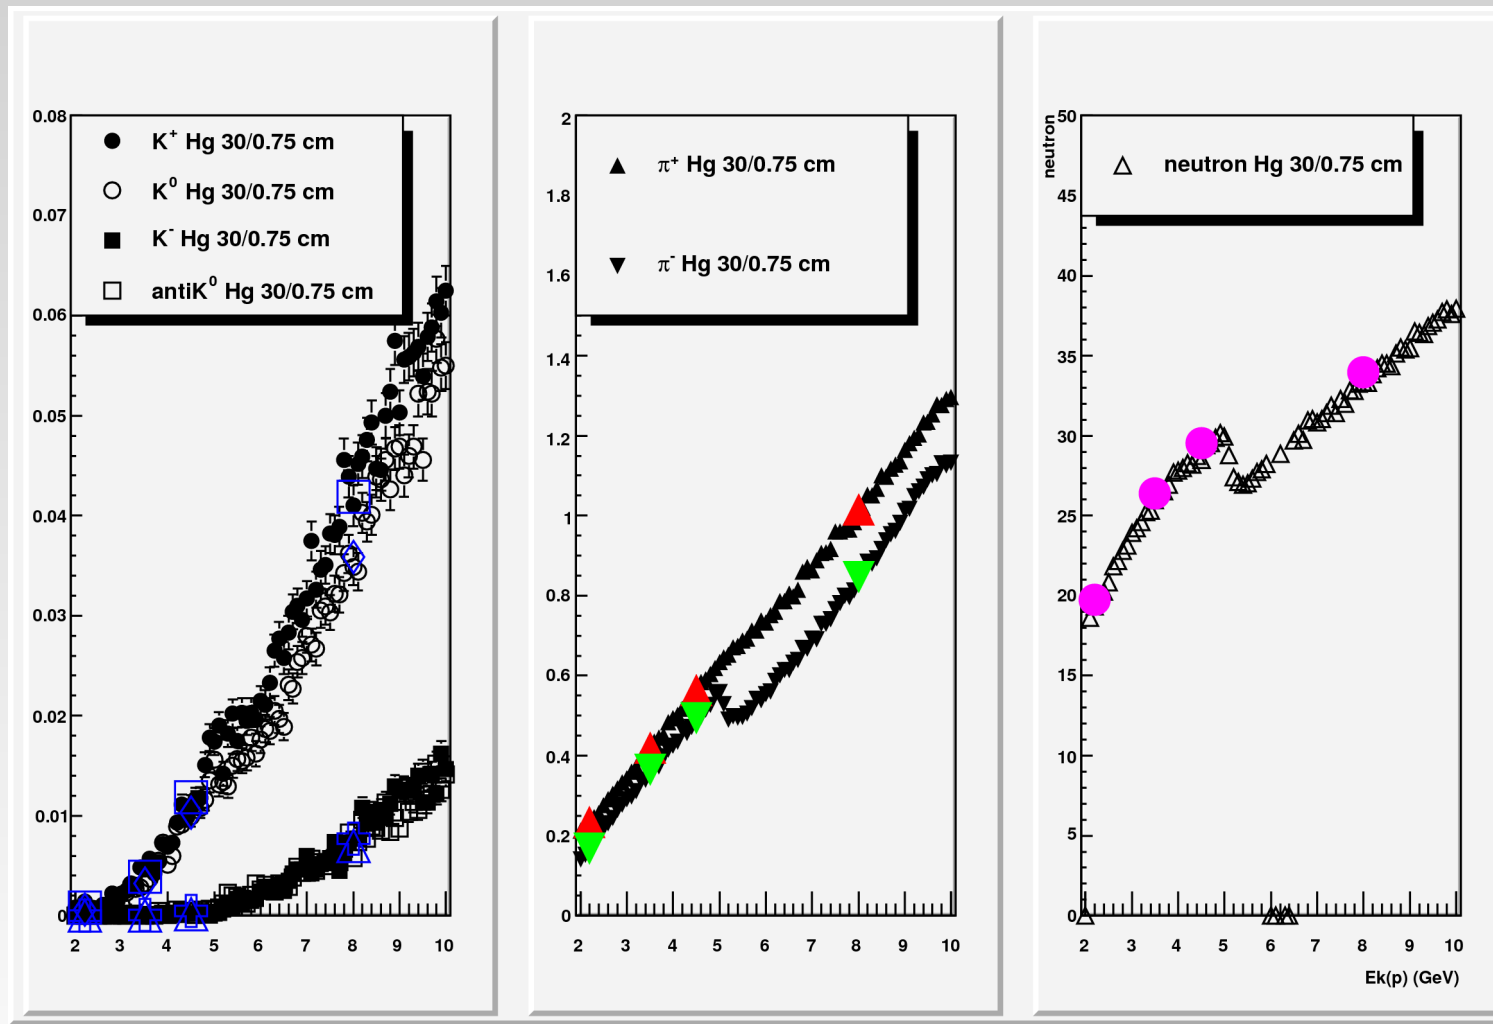 0.08
0.07
0.06
0.05
0.04
0.03
0.02
0.01
0
2 3 4 5 6 7 8 9 10
K+ Hg 30/0.75 cm
K0 Hg 30/0.75 cm
K- Hg 30/0.75 cm
antiK0 Hg 30/0.75 cm
2
1.8
1.6
1.4
1.2
1
0.8
0.6
0.4
0.2
0
2 3 4 5 6 7 8 9 10
π+ Hg 30/0.75 cm
π- Hg 30/0.75 cm
neutron
50
45
40
35
30
25
20
15
10
5
0
2 3 4 5 6 7 8 9 10
neutron Hg 30/0.75 cm
Ek(p) (GeV)